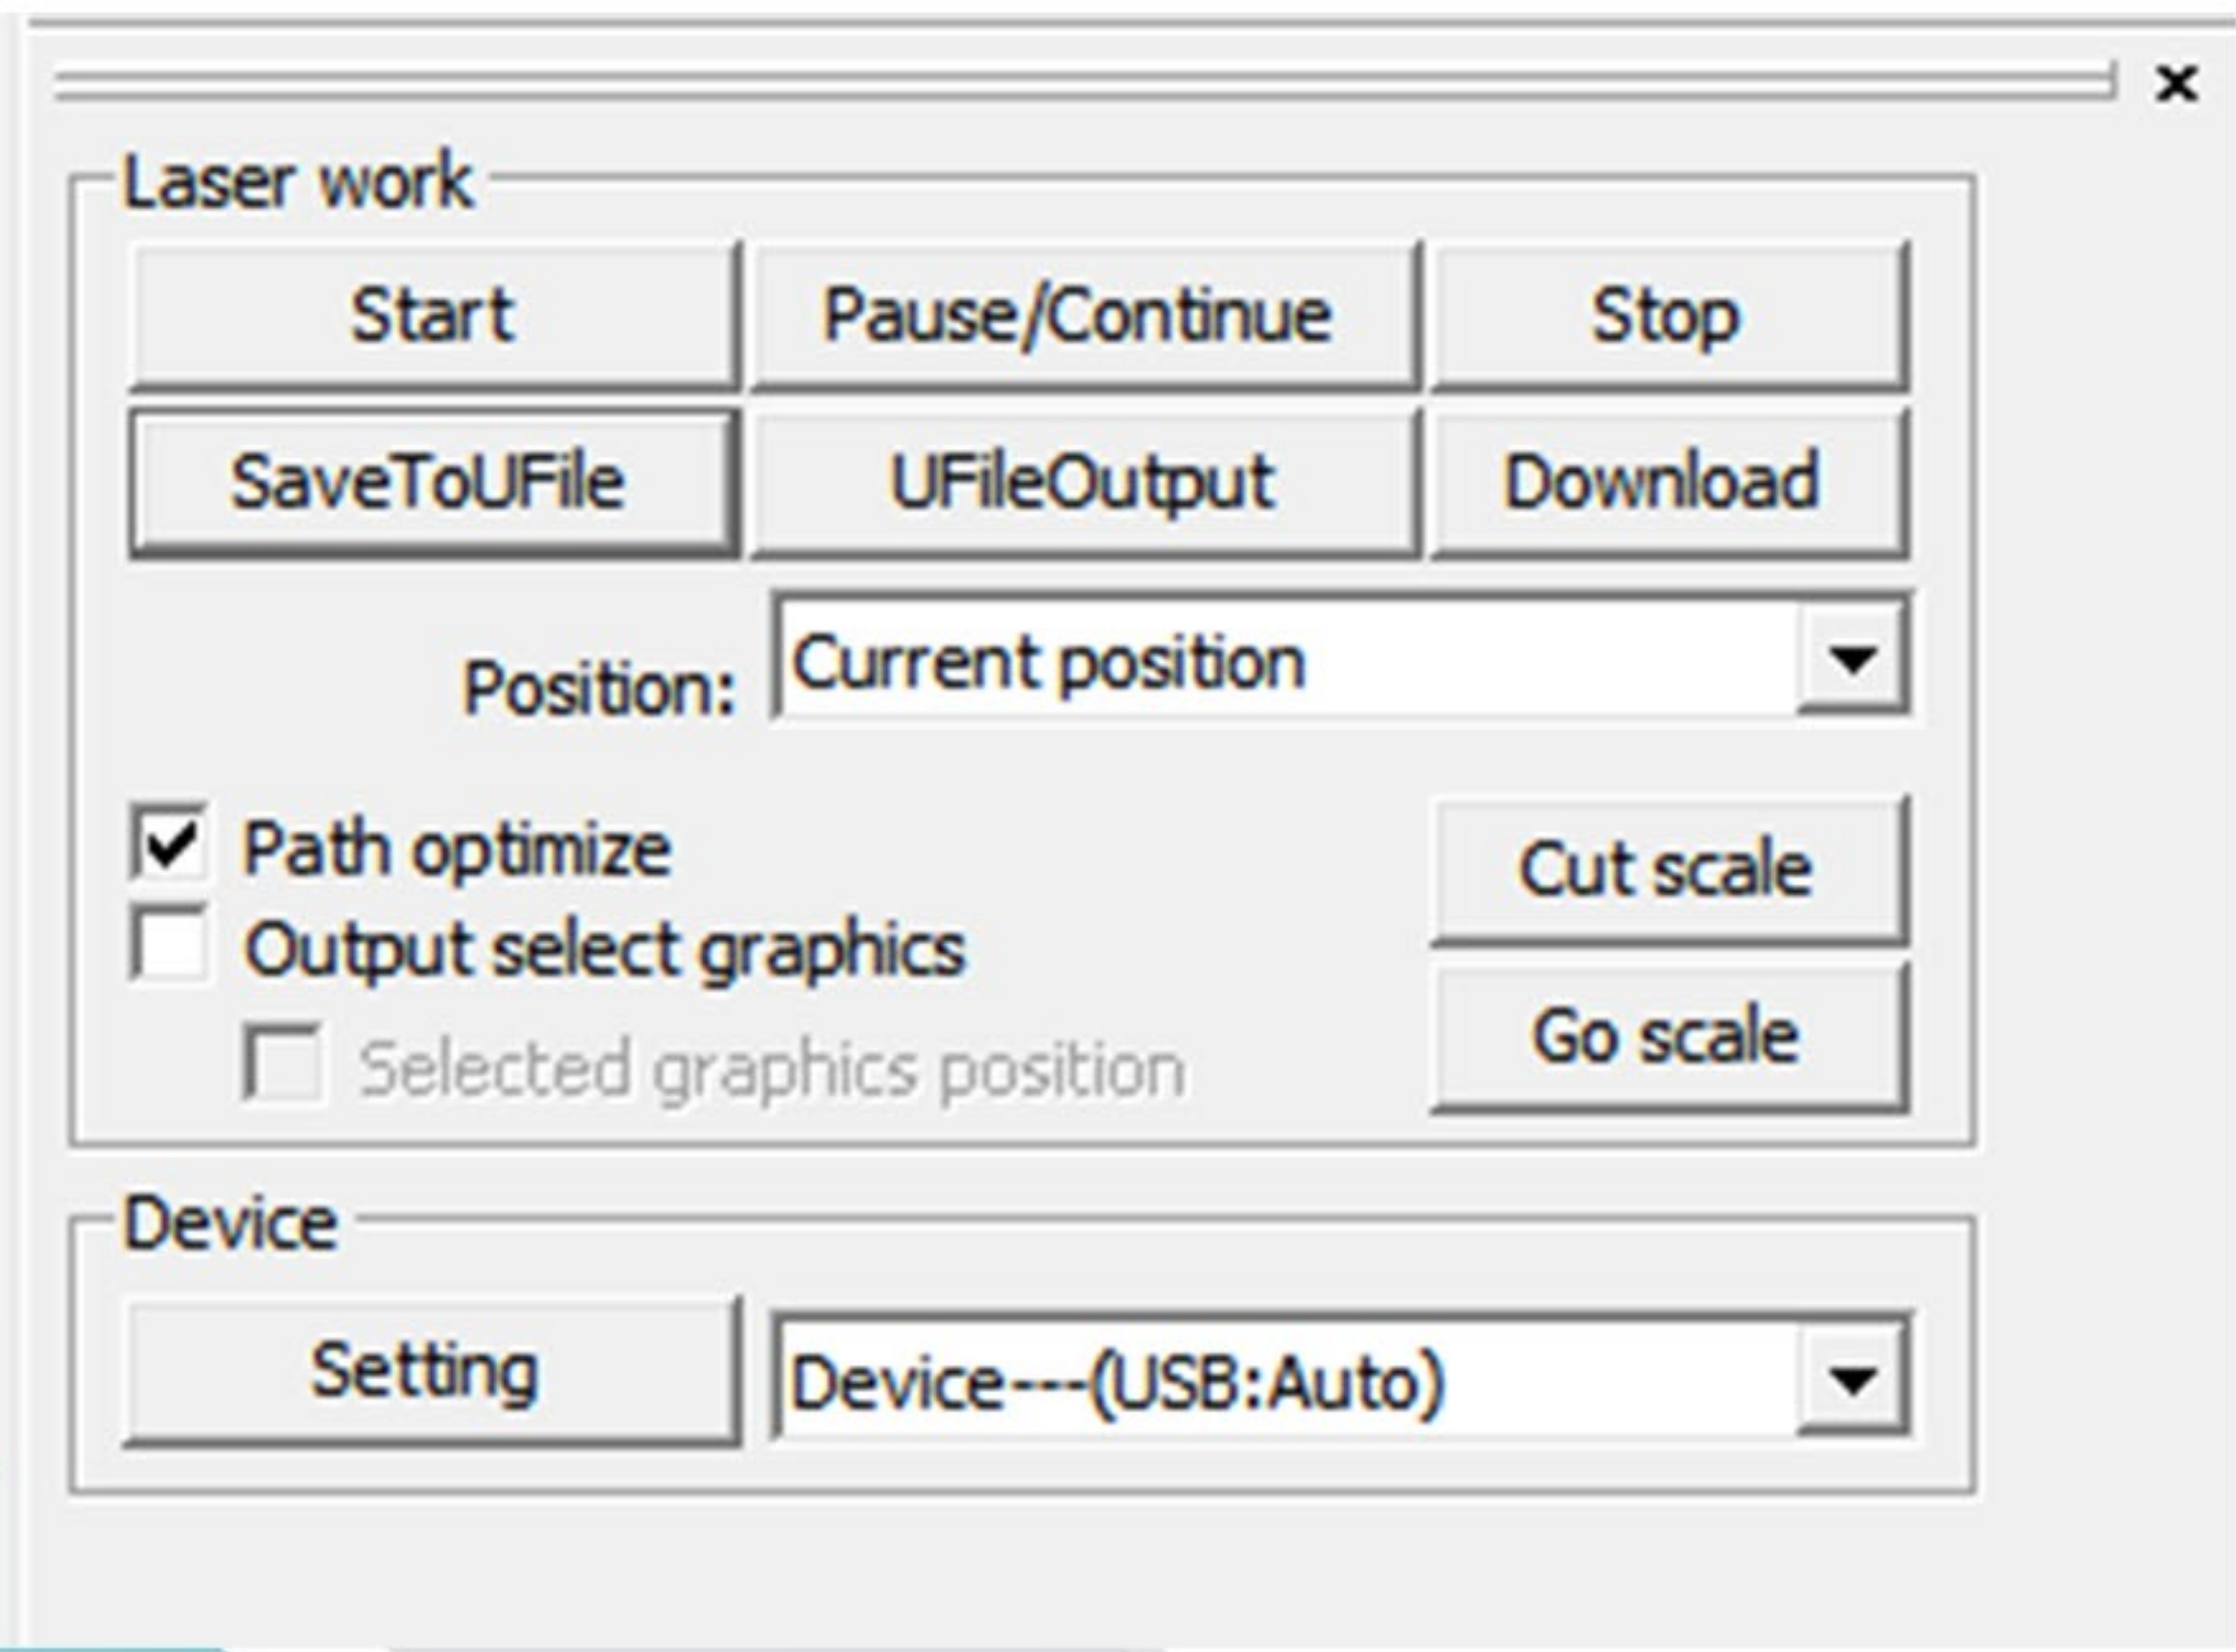 Laser work
Start Pause/Continue Stop
SaveToUFile UFileOutput Download
Position: Current position
Path optimize
Cut scale
Output select graphics
Go scale
Selected graphics position
Device
Setting Device---(USB:Auto)